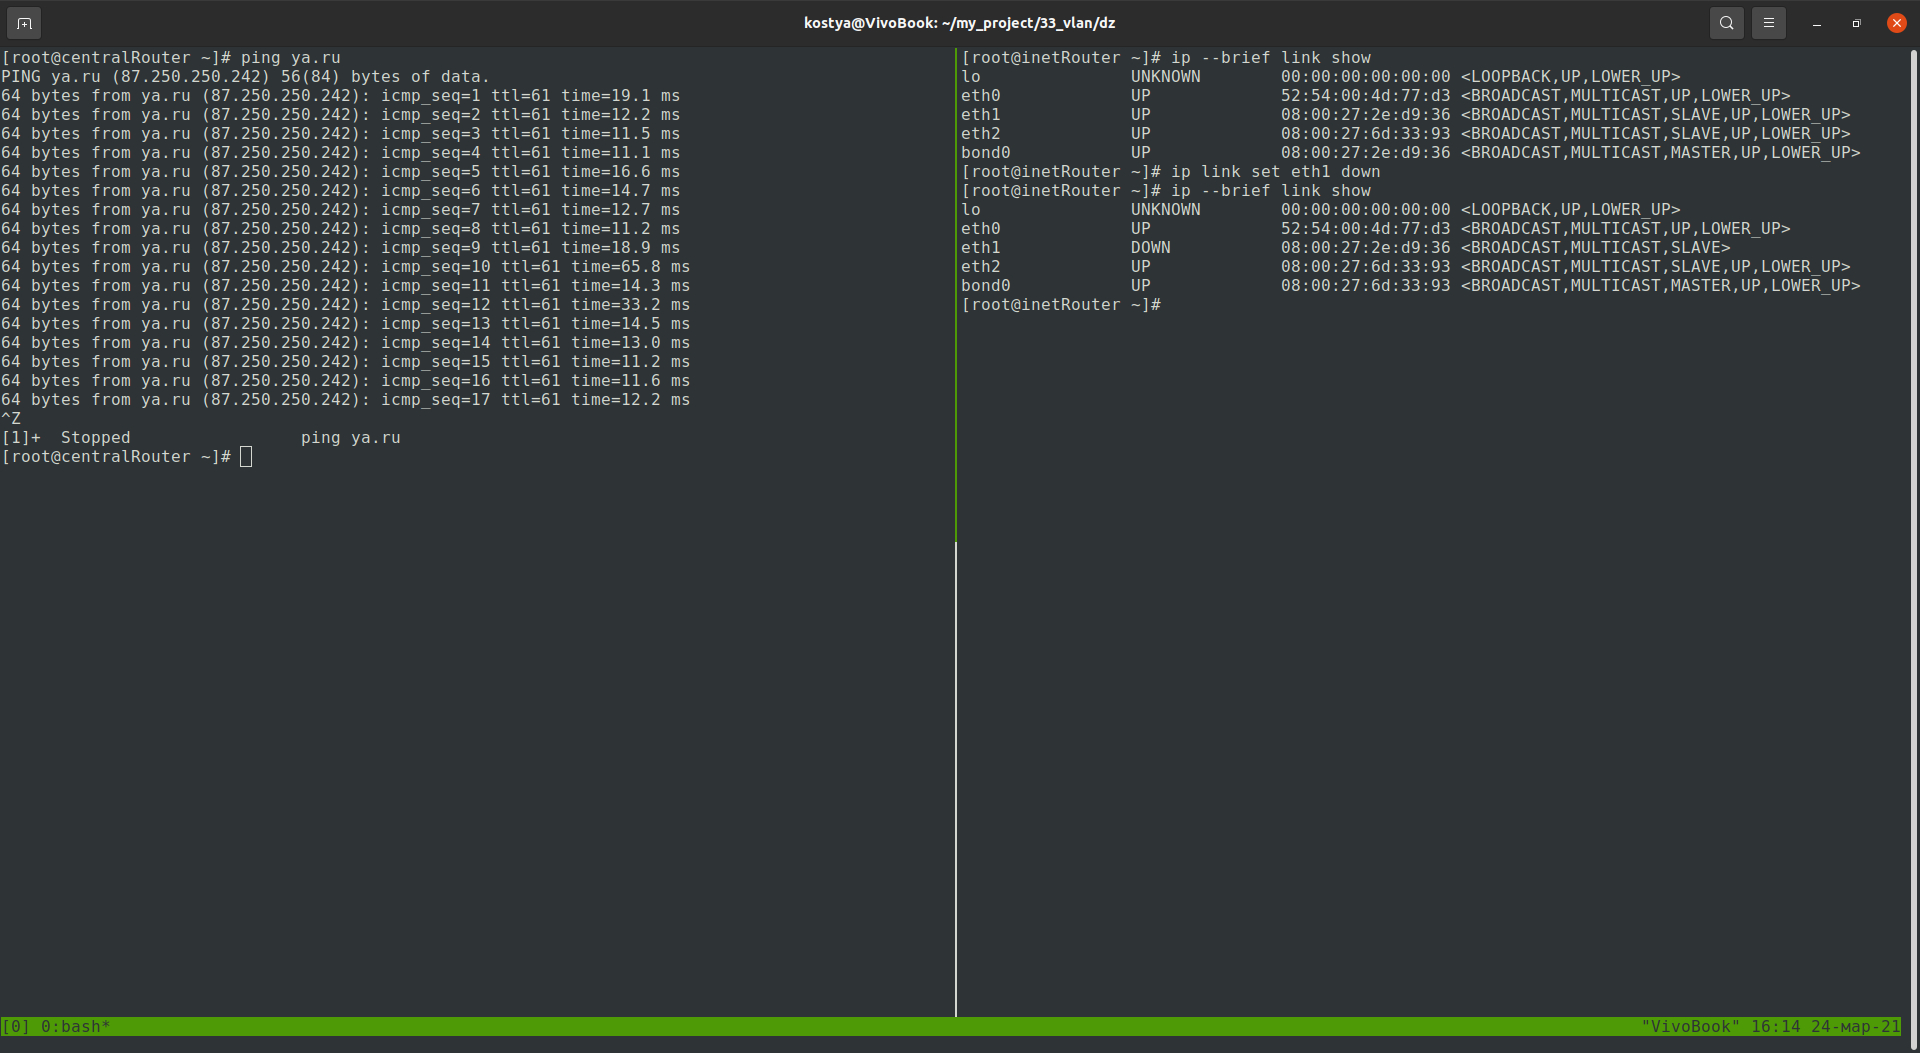 kostya@VivoBook: ~/my_project/33_vlan/dz
[root@centralRouter ~]# ping ya.ru
PING ya.ru (87.250.250.242) 56(84) bytes of data.
64 bytes from ya.ru (87.250.250.242): icmp_seq=1 ttl=61 time=19.1 ms
64 bytes from ya.ru (87.250.250.242): icmp_seq=2 ttl=61 time=12.2 ms
64 bytes from ya.ru (87.250.250.242): icmp_seq=3 ttl=61 time=11.5 ms
64 bytes from ya.ru (87.250.250.242): icmp_seq=4 ttl=61 time=11.1 ms
64 bytes from ya.ru (87.250.250.242): icmp_seq=5 ttl=61 time=16.6 ms
64 bytes from ya.ru (87.250.250.242): icmp_seq=6 ttl=61 time=14.7 ms
64 bytes from ya.ru (87.250.250.242): icmp_seq=7 ttl=61 time=12.7 ms
64 bytes from ya.ru (87.250.250.242): icmp_seq=8 ttl=61 time=11.2 ms
64 bytes from ya.ru (87.250.250.242): icmp_seq=9 ttl=61 time=18.9 ms
64 bytes from ya.ru (87.250.250.242): icmp_seq=10 ttl=61 time=65.8 ms
64 bytes from ya.ru (87.250.250.242): icmp_seq=11 ttl=61 time=14.3 ms
64 bytes from ya.ru (87.250.250.242): icmp_seq=12 ttl=61 time=33.2 ms
64 bytes from ya.ru (87.250.250.242): icmp_seq=13 ttl=61 time=14.5 ms
64 bytes from ya.ru (87.250.250.242): icmp_seq=14 ttl=61 time=13.0 ms
64 bytes from ya.ru (87.250.250.242): icmp_seq=15 ttl=61 time=11.2 ms
64 bytes from ya.ru (87.250.250.242): icmp_seq=16 ttl=61 time=11.6 ms
64 bytes from ya.ru (87.250.250.242): icmp_seq=17 ttl=61 time=12.2 ms
^Z
[1]+  Stopped                 ping ya.ru
[root@centralRouter ~]#
[root@inetRouter ~]# ip --brief link show
lo               UNKNOWN        00:00:00:00:00:00 <LOOPBACK,UP,LOWER_UP>
eth0             UP             52:54:00:4d:77:d3 <BROADCAST,MULTICAST,UP,LOWER_UP>
eth1             UP             08:00:27:2e:d9:36 <BROADCAST,MULTICAST,SLAVE,UP,LOWER_UP>
eth2             UP             08:00:27:6d:33:93 <BROADCAST,MULTICAST,SLAVE,UP,LOWER_UP>
bond0            UP             08:00:27:2e:d9:36 <BROADCAST,MULTICAST,MASTER,UP,LOWER_UP>
[root@inetRouter ~]# ip link set eth1 down
[root@inetRouter ~]# ip --brief link show
lo               UNKNOWN        00:00:00:00:00:00 <LOOPBACK,UP,LOWER_UP>
eth0             UP             52:54:00:4d:77:d3 <BROADCAST,MULTICAST,UP,LOWER_UP>
eth1             DOWN           08:00:27:2e:d9:36 <BROADCAST,MULTICAST,SLAVE>
eth2             UP             08:00:27:6d:33:93 <BROADCAST,MULTICAST,SLAVE,UP,LOWER_UP>
bond0            UP             08:00:27:6d:33:93 <BROADCAST,MULTICAST,MASTER,UP,LOWER_UP>
[root@inetRouter ~]#
[0] 0:bash* "VivoBook" 16:14 24-мар-21